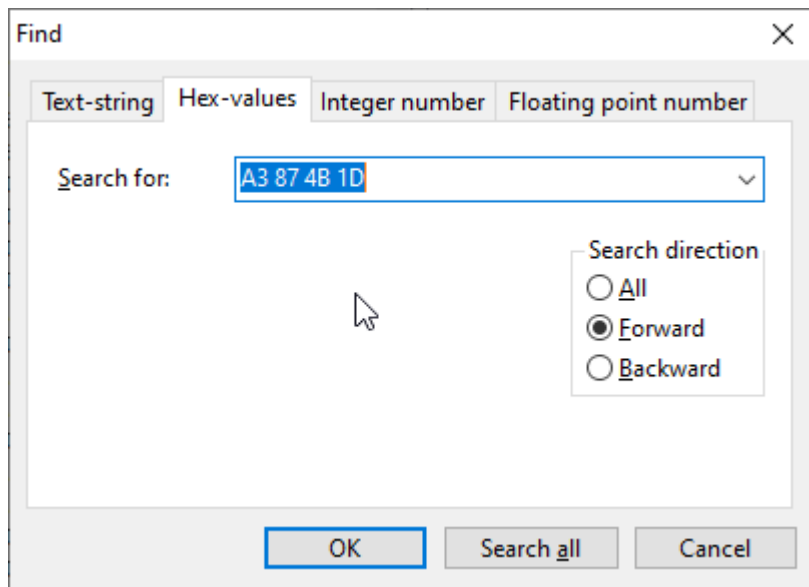 Find
Text-string Hex-values Integer number Floating point number
Search for: A3 87 4B 1D
Search direction
All
Forward
Backward
OK Search all Cancel